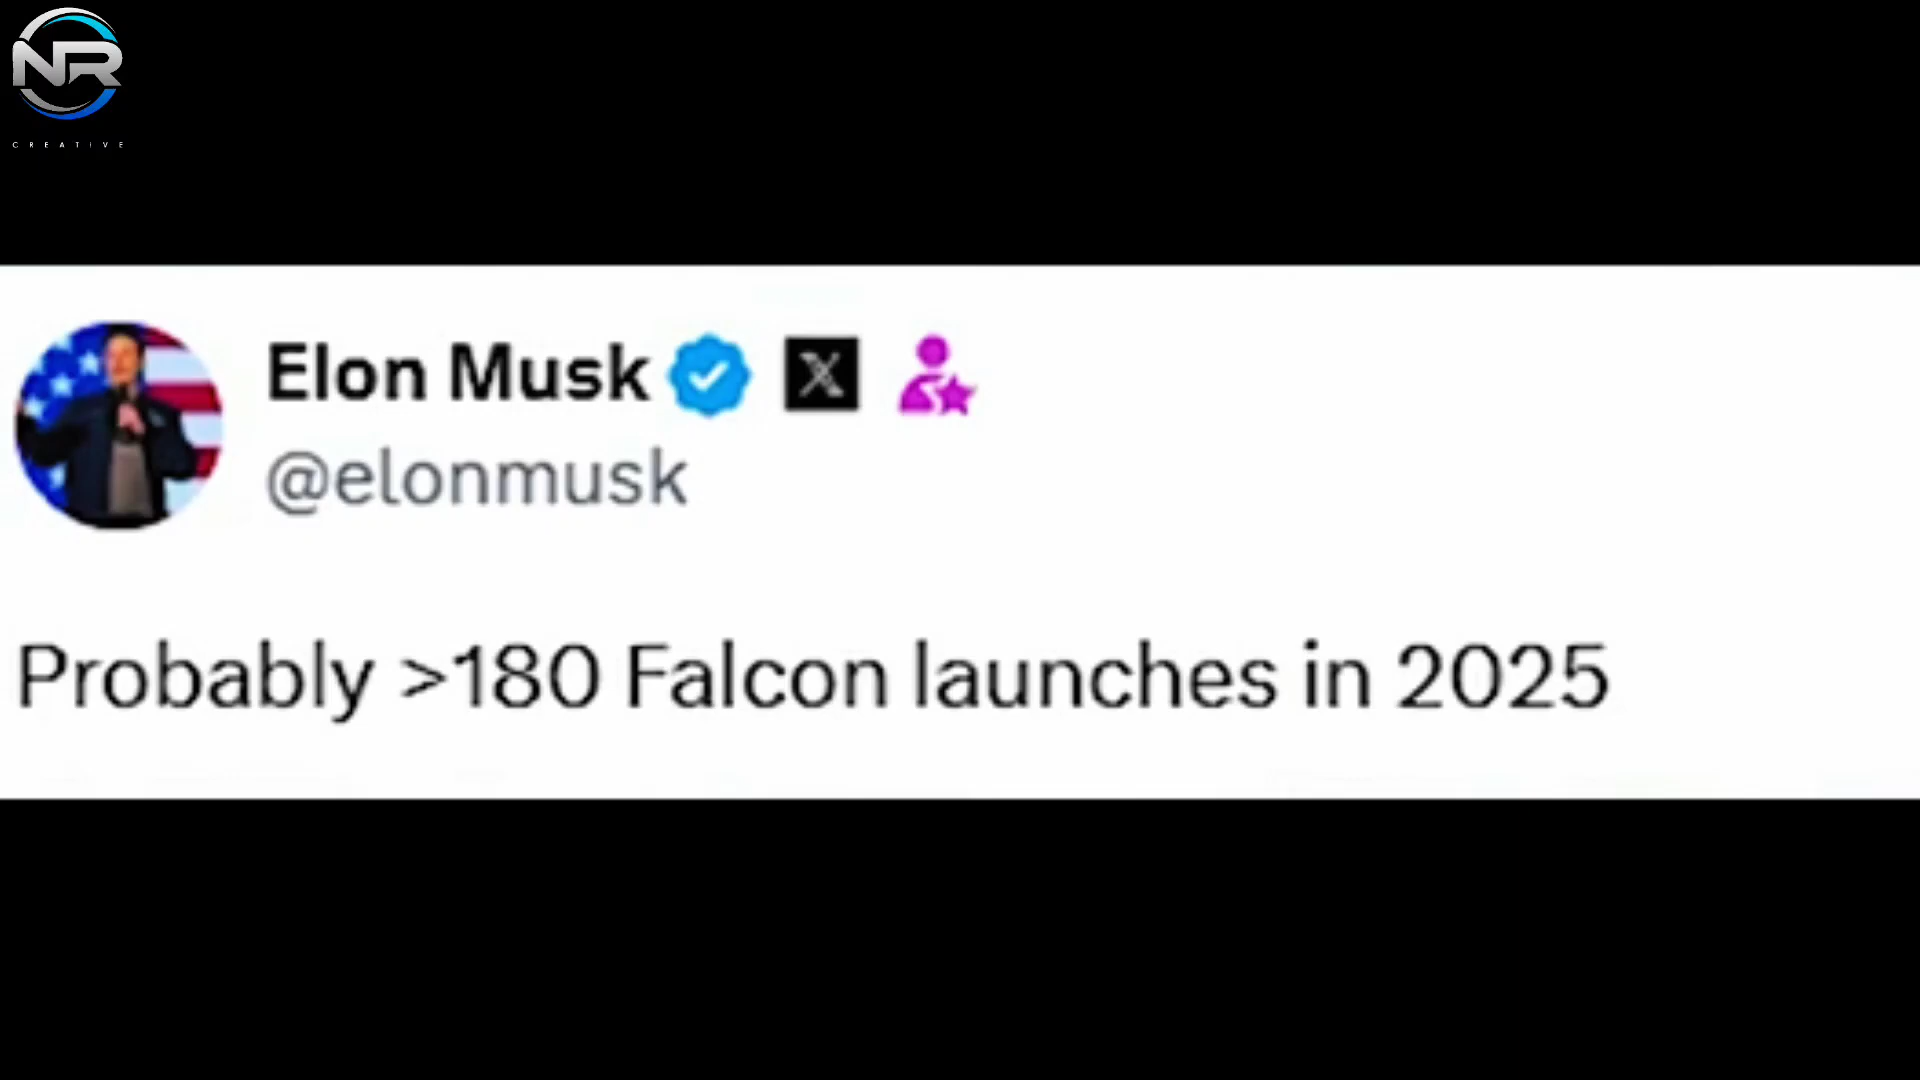 NR
CREATIVE
Elon Musk
@elonmusk
Probably >180 Falcon launches in 2025